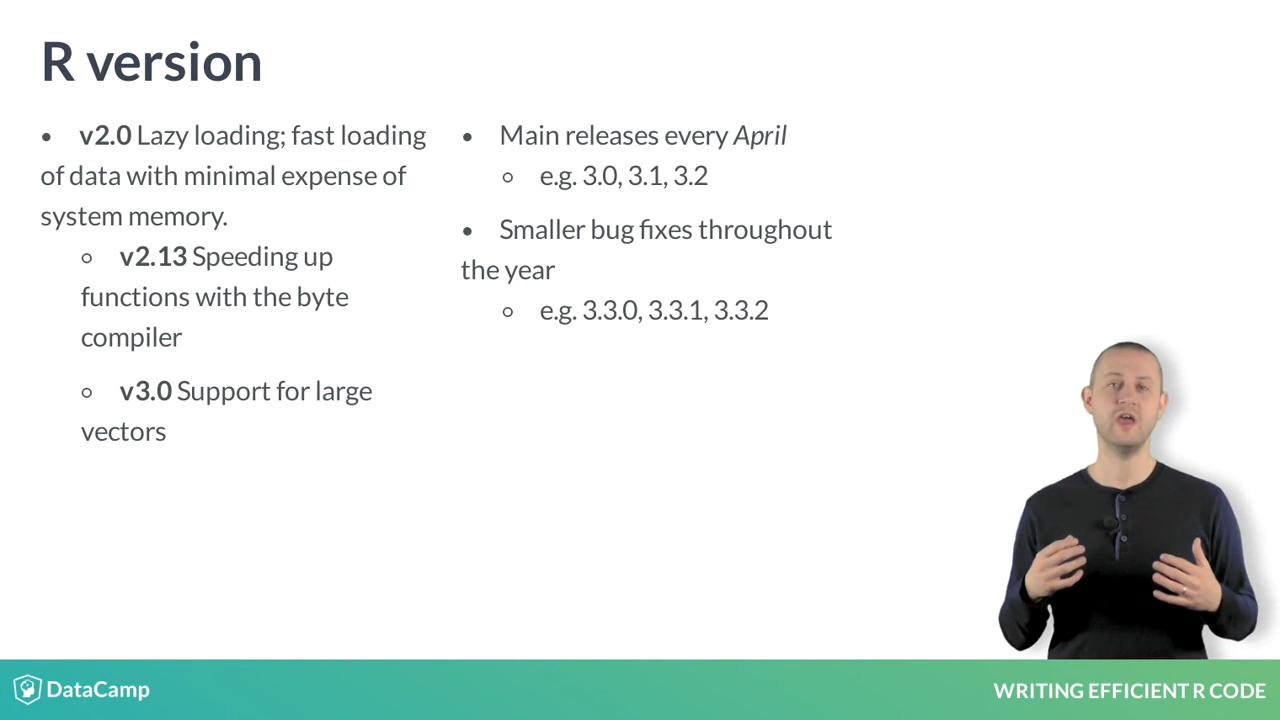 R version
• v2.0 Lazy loading; fast loading
of data with minimal expense of
system memory.
◦ v2.13 Speeding up
functions with the byte
compiler
◦ v3.0 Support for large
vectors
• Main releases every April
◦ e.g. 3.0, 3.1, 3.2
• Smaller bug fixes throughout
the year
◦ e.g. 3.3.0, 3.3.1, 3.3.2
DataCamp
WRITING EFFICIENT R CODE